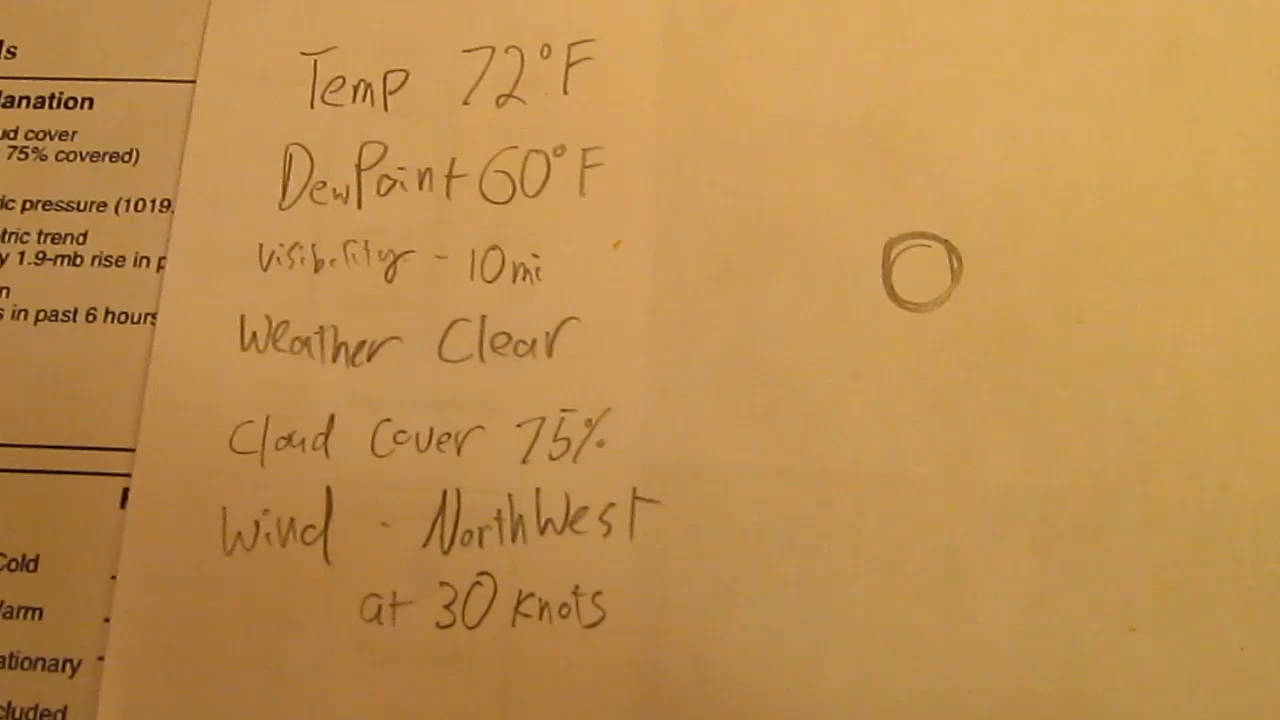 ls
lanation
ud cover
75% covered)
ic pressure (1019.
tric trend
y 1.9-mb rise in p
n
s in past 6 hours
Cold
arm
ationary
cluded
Temp 72°F
DewPoint 60°F
Visibility - 10mi
Weather Clear
Cloud Cover 75%
Wind . NorthWest
at 30 Knots